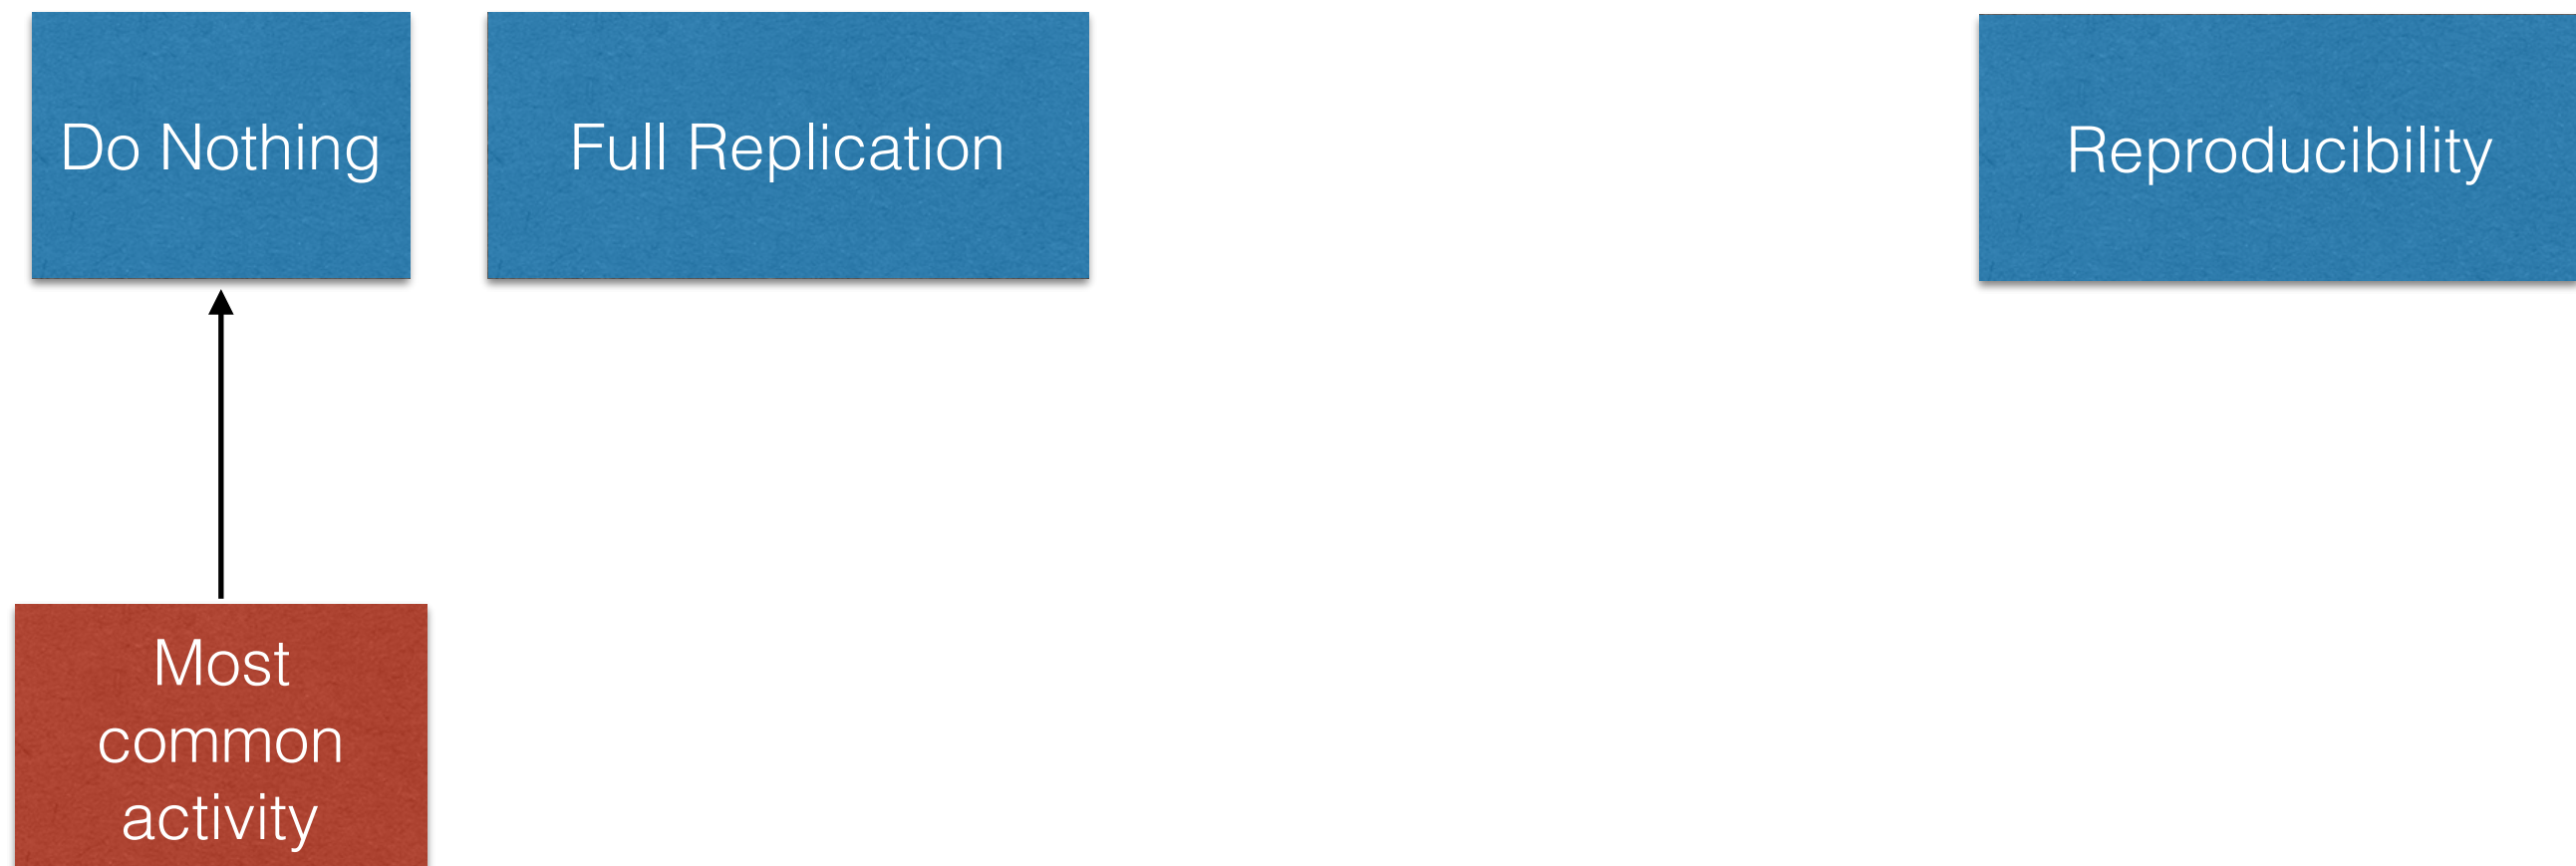 Do Nothing
Full Replication
Reproducibility
Most
common
activity